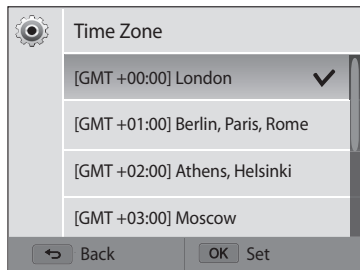 Time Zone
[GMT +00:00] London
[GMT +01:00] Berlin, Paris, Rome
[GMT +02:00] Athens, Helsinki
[GMT +03:00] Moscow
Back OK Set